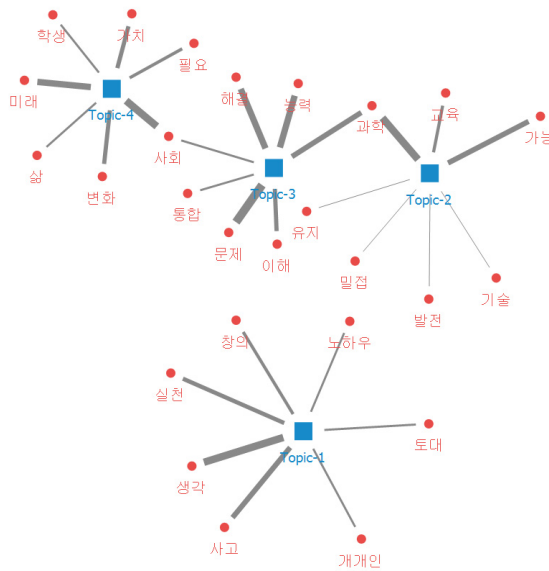 학생
가치
필요
미래
Topic-4
삶
변화
사회
해결
능력
과학
교육
가능
Topic-3
Topic-2
통합
문제
이해
유지
밀접
발전
기술
창의
노하우
실천
Topic-1
토대
생각
사고
개개인